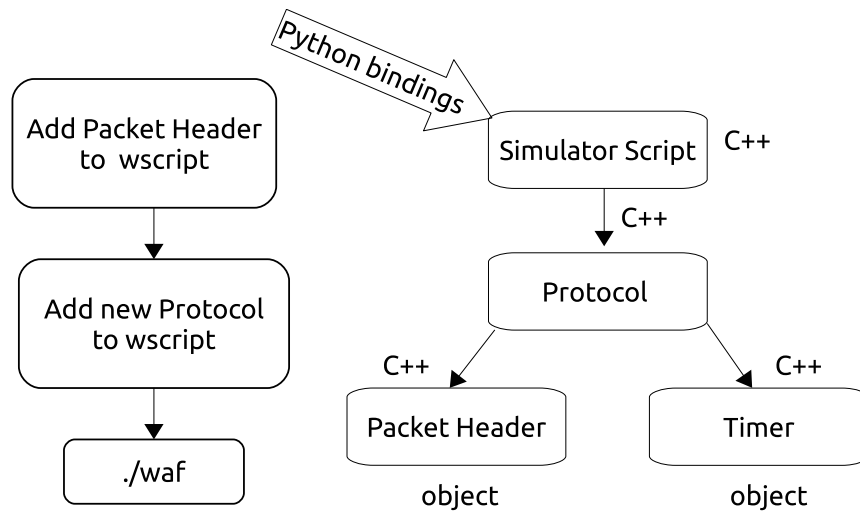 Add Packet Header
to wscript
Add new Protocol
to wscript
./waf
Python bindings
Simulator Script
C++
C++
Protocol
C++
C++
Packet Header
Timer
object
object